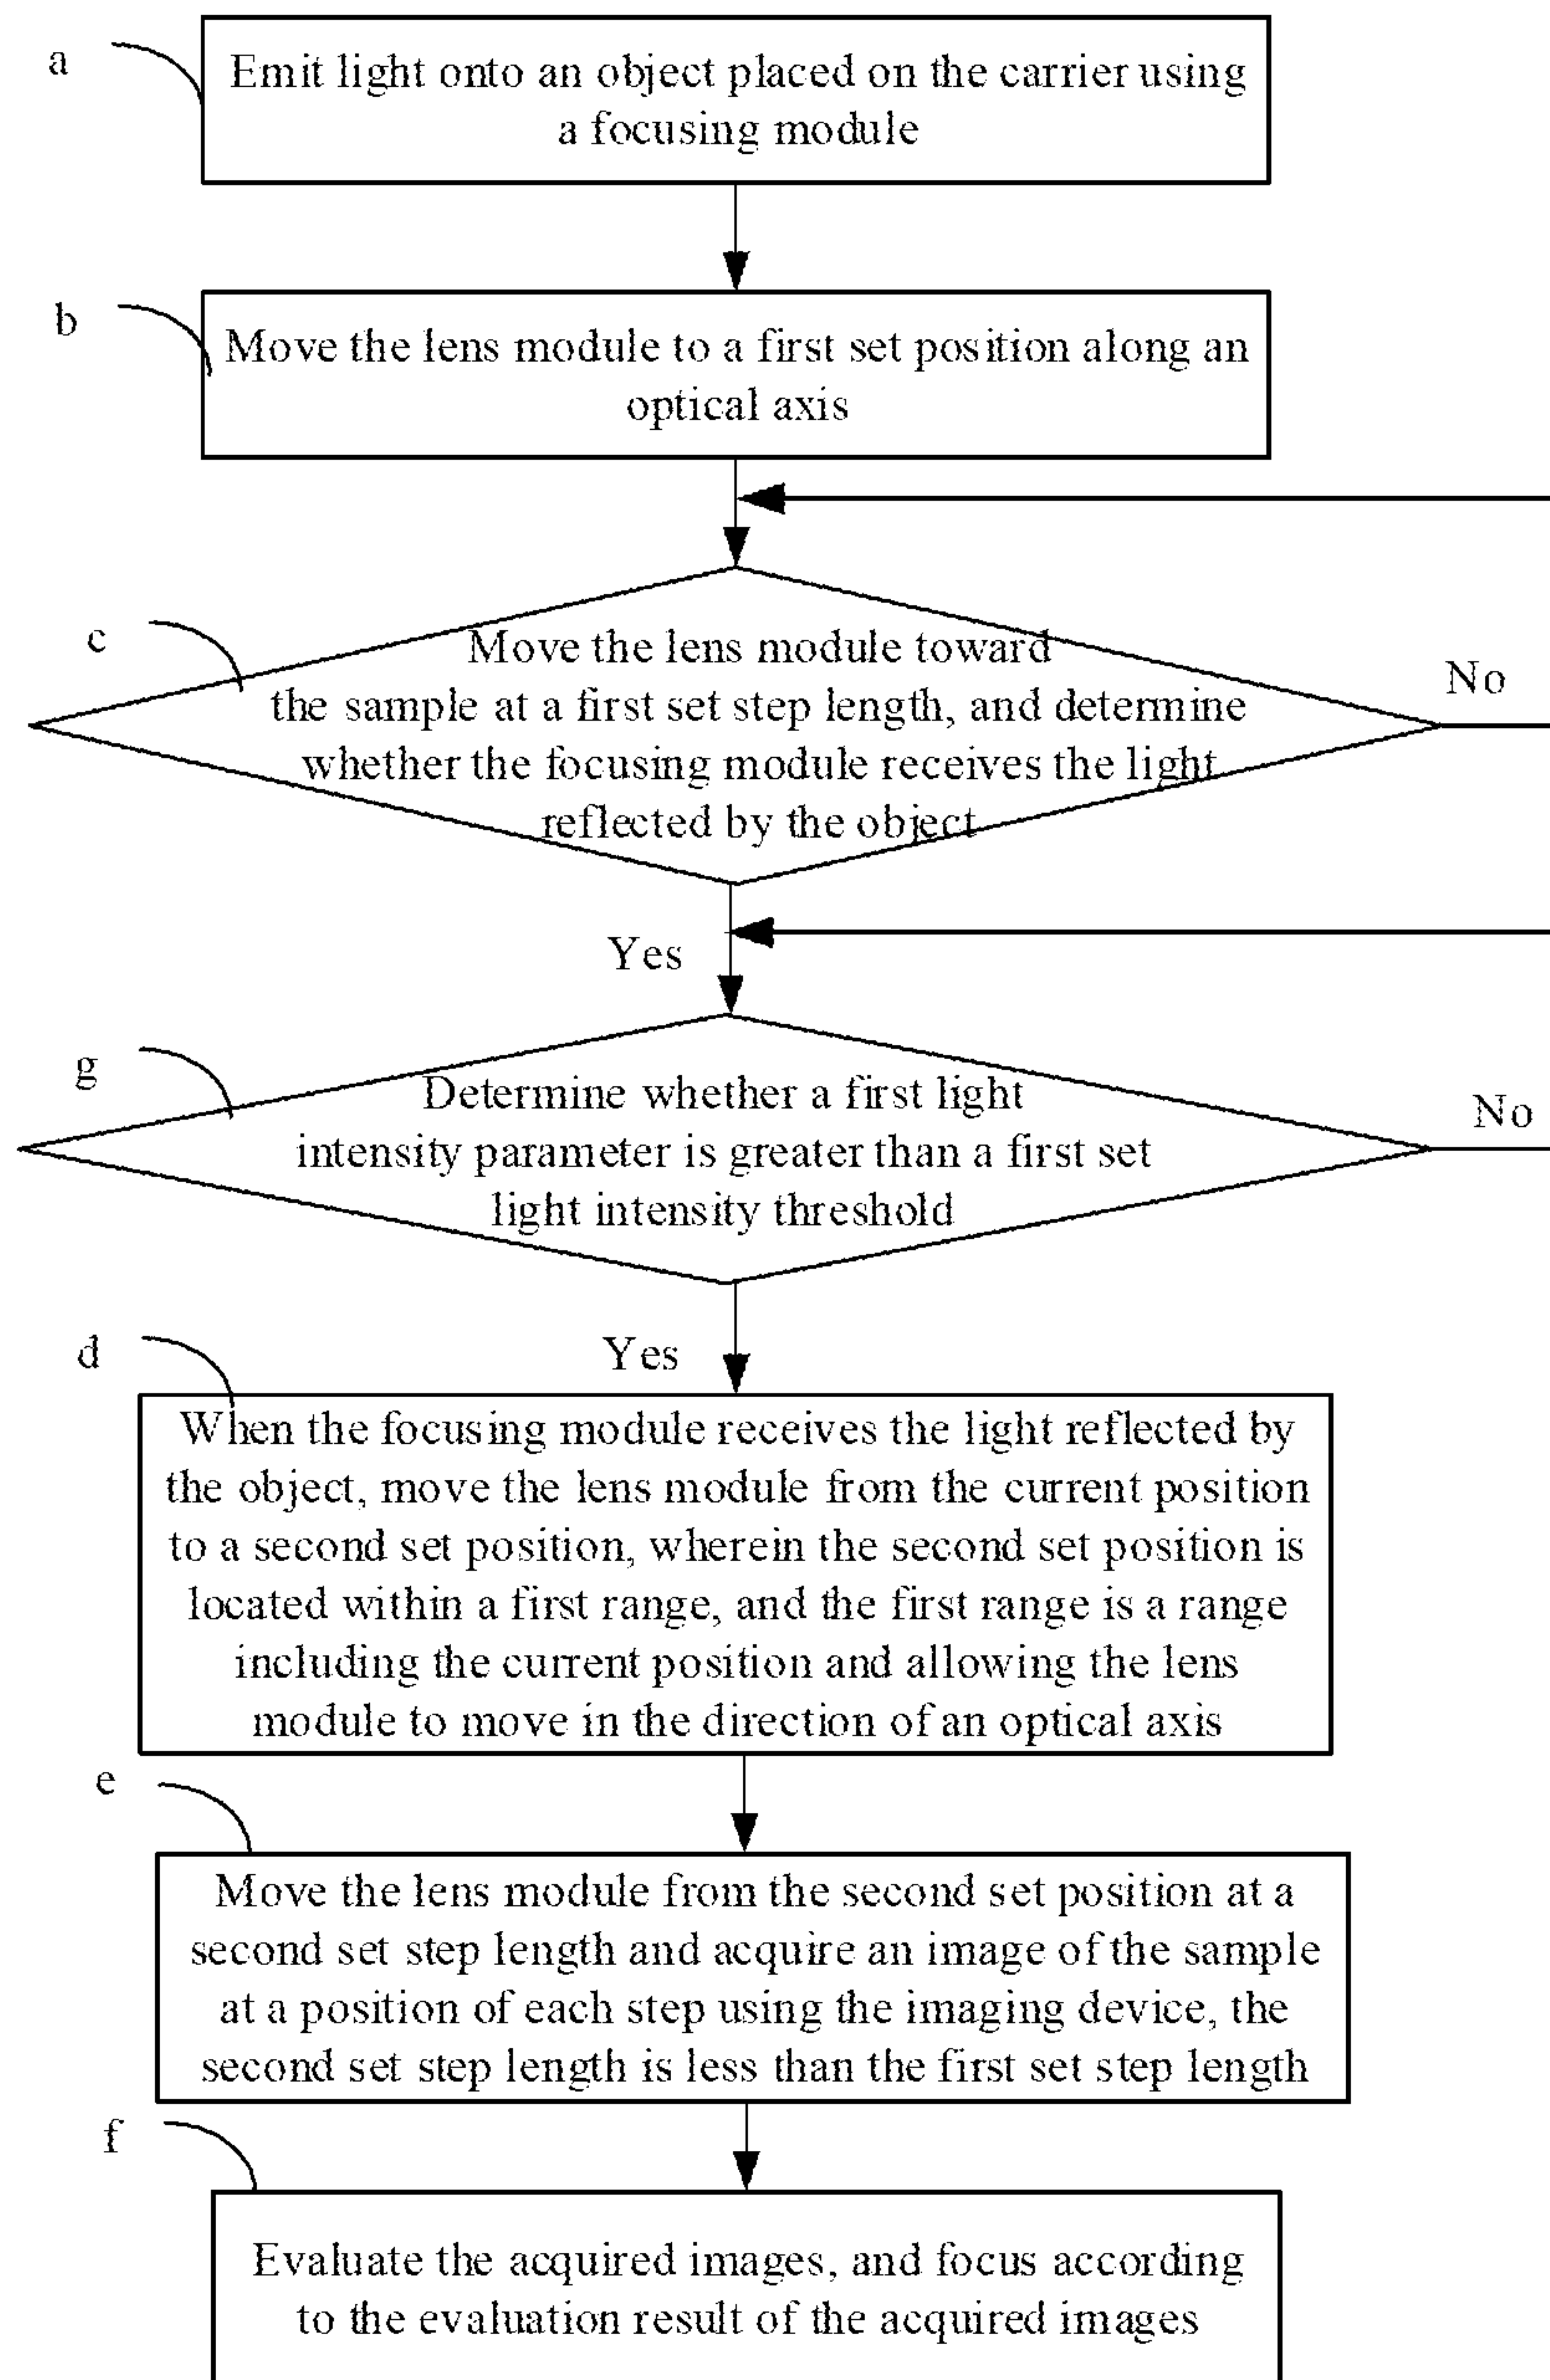 a
Emit light onto an object placed on the carrier using
a focusing module
b
Move the lens module to a first set position along an
optical axis
c
Move the lens module toward
the sample at a first set step length, and determine
whether the focusing module receives the light
reflected by the object
No
Yes
g
Determine whether a first light
intensity parameter is greater than a first set
light intensity threshold
No
Yes
d
When the focusing module receives the light reflected by
the object, move the lens module from the current position
to a second set position, wherein the second set position is
located within a first range, and the first range is a range
including the current position and allowing the lens
module to move in the direction of an optical axis
e
Move the lens module from the second set position at a
second set step length and acquire an image of the sample
at a position of each step using the imaging device, the
second set step length is less than the first set step length
f
Evaluate the acquired images, and focus according
to the evaluation result of the acquired images